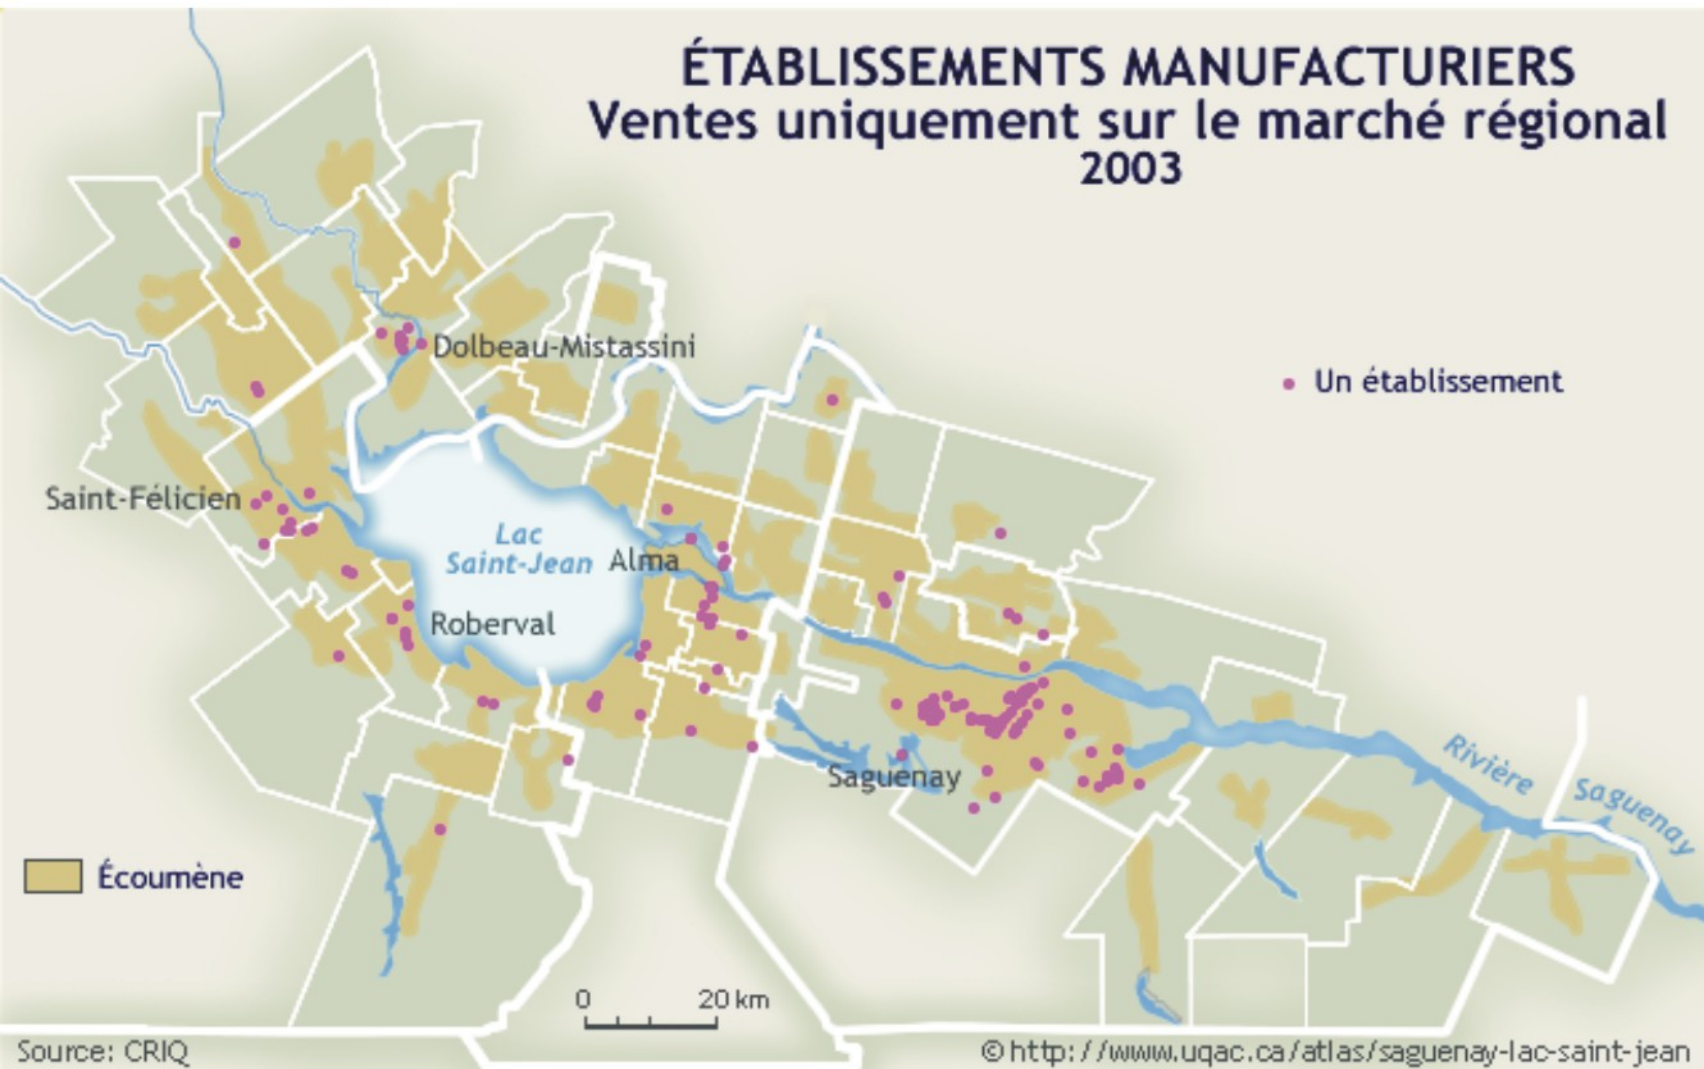 ÉTABLISSEMENTS MANUFACTURIERS
Ventes uniquement sur le marché régional
2003
Dolbeau-Mistassini
Un établissement
Saint-Félicien
Lac
Saint-Jean
Alma
Roberval
Saguenay
Rivière Saguenay
Écoumène
0 20 km
Source: CRIQ
©http://www.uqac.ca/atlas/saguenay-lac-saint-jean